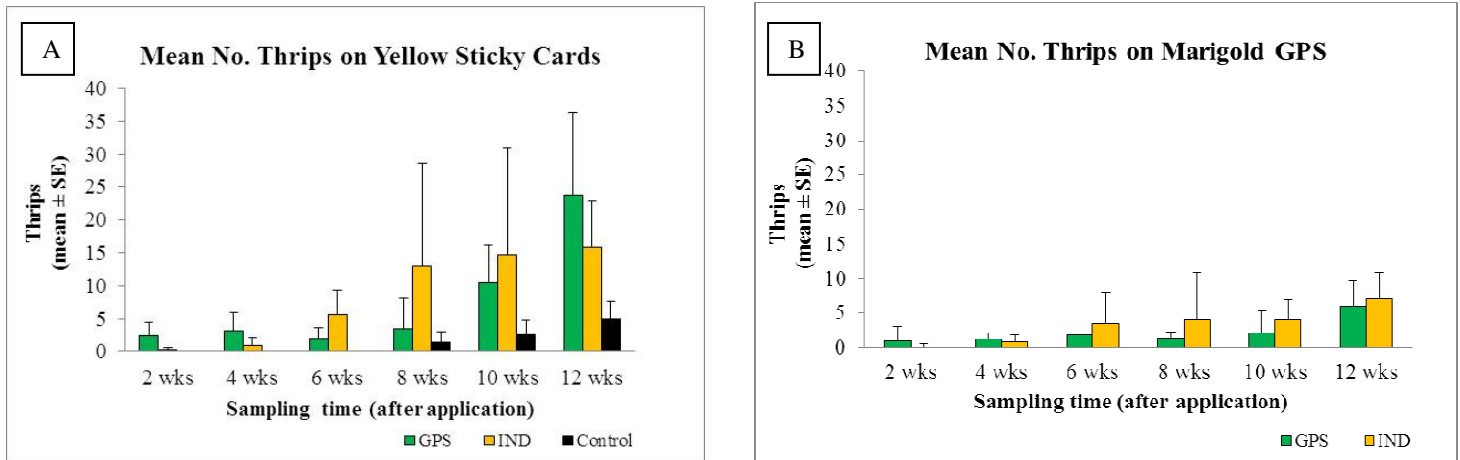 A
Mean No. Thrips on Yellow Sticky Cards
Thrips
(mean ± SE)
40
35
30
25
20
15
10
5
0
2 wks 4 wks 6 wks 8 wks 10 wks 12 wks
Sampling time (after application)
GPS IND Control
B
Mean No. Thrips on Marigold GPS
Thrips
(mean ± SE)
40
35
30
25
20
15
10
5
0
2 wks 4 wks 6 wks 8 wks 10 wks 12 wks
Sampling time (after application)
GPS IND